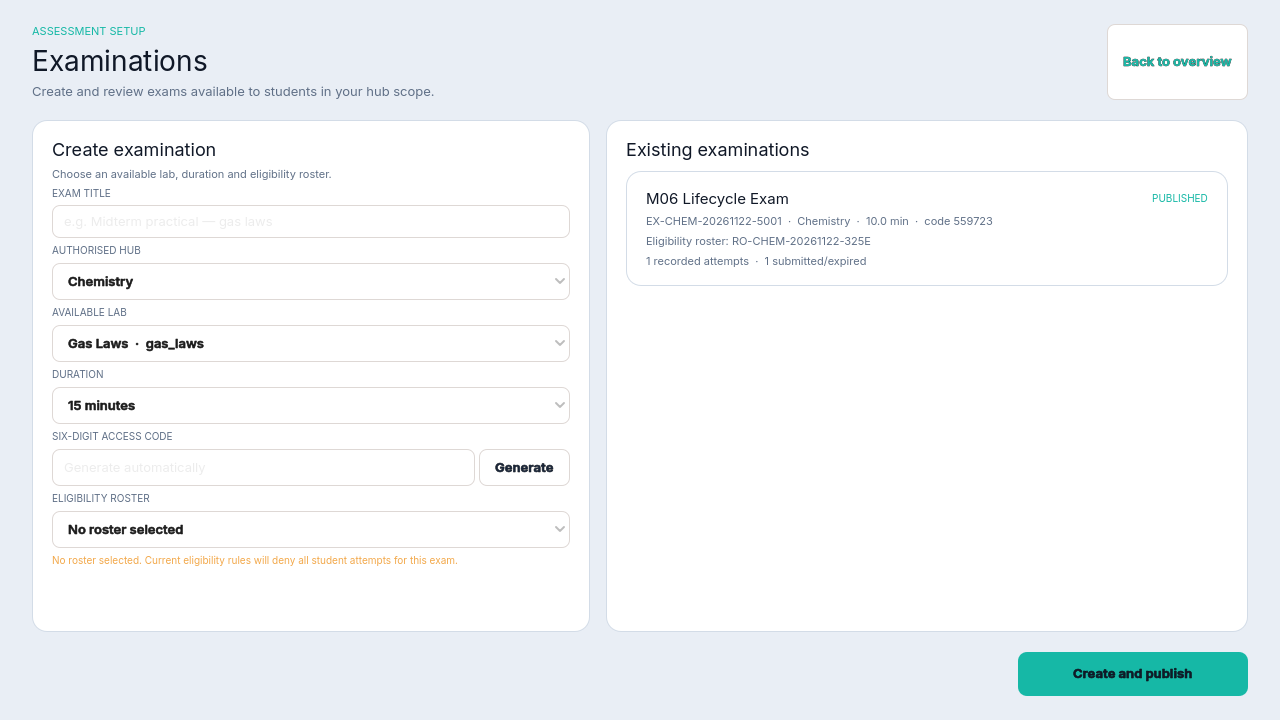 ASSESSMENT SETUP
Examinations
Create and review exams available to students in your hub scope.
Back to overview
Create examination
Choose an available lab, duration and eligibility roster.
EXAM TITLE
e.g. Midterm practical — gas laws
AUTHORISED HUB
Chemistry
AVAILABLE LAB
Gas Laws · gas_laws
DURATION
15 minutes
SIX-DIGIT ACCESS CODE
Generate automatically
Generate
ELIGIBILITY ROSTER
No roster selected
No roster selected. Current eligibility rules will deny all student attempts for this exam.
Existing examinations
M06 Lifecycle Exam
PUBLISHED
EX-CHEM-20261122-5001 · Chemistry · 10.0 min · code 559723
Eligibility roster: RO-CHEM-20261122-325E
1 recorded attempts · 1 submitted/expired
Create and publish